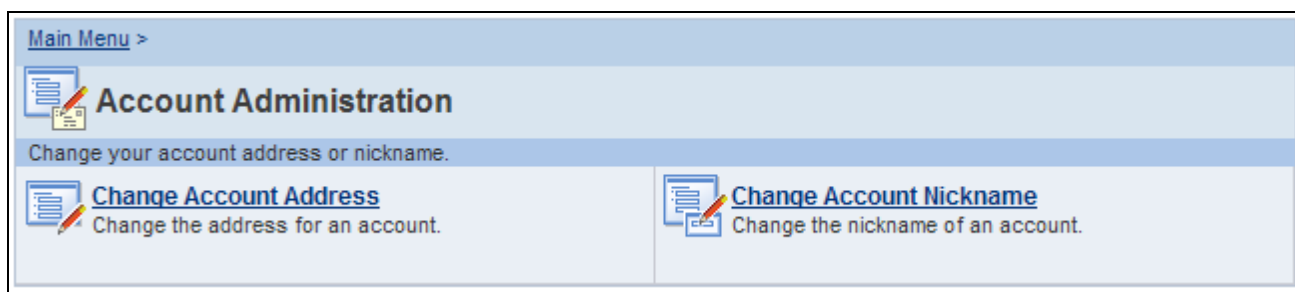 Main Menu >
Account Administration
Change your account address or nickname.
Change Account Address
Change the address for an account.
Change Account Nickname
Change the nickname of an account.